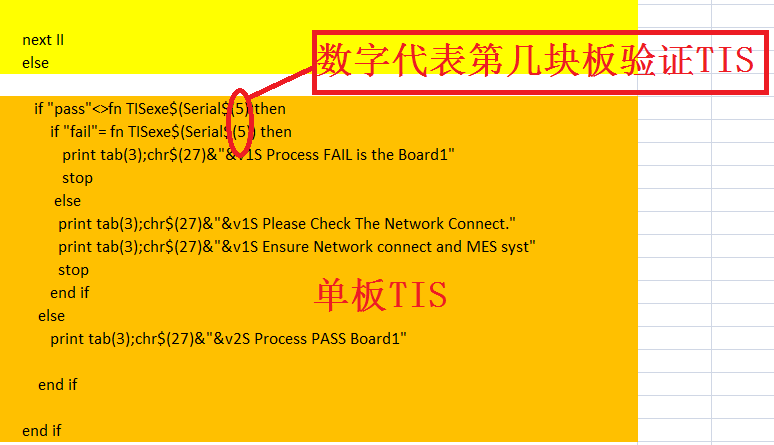 next ll
else
数字代表第几块板验证TIS
if "pass"<>fn TISexe$(Serial$(5) then
if "fail"= fn TISexe$(Serial$(5)) then
print tab(3);chr$(27)&"&v1S Process FAIL is the Board1"
stop
else
print tab(3);chr$(27)&"&v1S Please Check The Network Connect."
print tab(3);chr$(27)&"&v1S Ensure Network connect and MES syst"
stop
end if
单板TIS
else
print tab(3);chr$(27)&"&v2S Process PASS Board1"
end if
end if